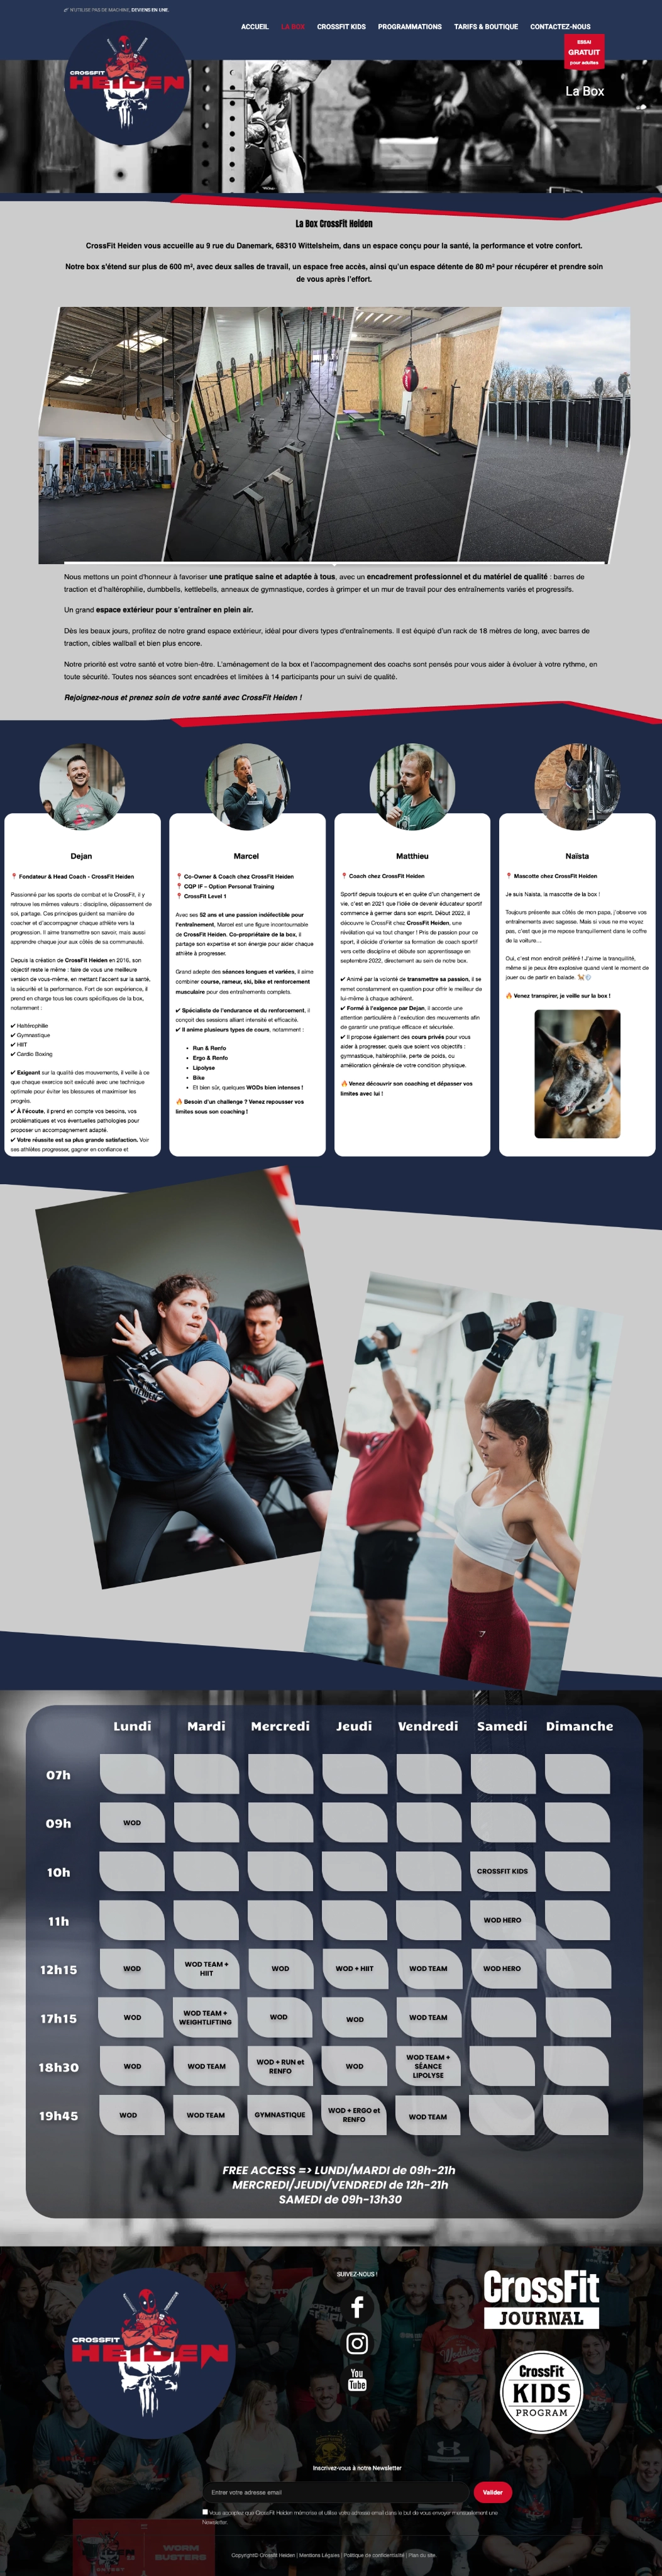 N'UTILISE PAS DE MACHINE, DEVIENS EN UNE.
ACCUEIL LA BOX CROSSFIT KIDS PROGRAMMATIONS TARIFS & BOUTIQUE CONTACTEZ-NOUS
ESSAI
GRATUIT
pour adultes
CROSSFIT
HEIDEN
La Box
La Box CrossFit Heiden
CrossFit Heiden vous accueille au 9 rue du Danemark, 68310 Wittelsheim, dans un espace conçu pour la santé, la performance et votre confort.
Notre box s'étend sur plus de 600 m², avec deux salles de travail, un espace free accès, ainsi qu'un espace détente de 80 m² pour récupérer et prendre soin
de vous après l'effort.
Nous mettons un point d'honneur à favoriser une pratique saine et adaptée à tous, avec un encadrement professionnel et du matériel de qualité : barres de
traction et d'haltérophilie, dumbbells, kettlebells, anneaux de gymnastique, cordes à grimper et un mur de travail pour des entraînements variés et progressifs.
Un grand espace extérieur pour s'entraîner en plein air.
Dès les beaux jours, profitez de notre grand espace extérieur, idéal pour divers types d'entraînements. Il est équipé d'un rack de 18 mètres de long, avec barres de
traction, cibles wallball et bien plus encore.
Notre priorité est votre santé et votre bien-être. L'aménagement de la box et l'accompagnement des coachs sont pensés pour vous aider à évoluer à votre rythme, en
toute sécurité. Toutes nos séances sont encadrées et limitées à 14 participants pour un suivi de qualité.
Rejoignez-nous et prenez soin de votre santé avec CrossFit Heiden !
Dejan
📍 Fondateur & Head Coach - CrossFit Heiden
Passionné par les sports de combat et le CrossFit, il y
retrouve les mêmes valeurs : discipline, dépassement de
soi, partage. Ces principes guident sa manière de
coacher et d'accompagner chaque athlète vers la
progression. Il aime transmettre son savoir, mais aussi
apprendre chaque jour aux côtés de sa communauté.
Depuis la création de CrossFit Heiden en 2016, son
objectif reste le même : faire de vous une meilleure
version de vous-même, en mettant l'accent sur la santé,
la sécurité et la performance. Fort de son expérience, il
prend en charge tous les cours spécifiques de la box,
notamment :
✔ Haltérophilie
✔ Gymnastique
✔ HIIT
✔ Cardio Boxing
✔ Exigeant sur la qualité des mouvements, il veille à ce
que chaque exercice soit exécuté avec une technique
optimale pour éviter les blessures et maximiser les
progrès.
✔ À l'écoute, il prend en compte vos besoins, vos
problématiques et vos éventuelles pathologies pour
proposer un accompagnement adapté.
✔ Votre réussite est sa plus grande satisfaction. Voir
ses athlètes progresser, gagner en confiance et
Marcel
📍 Co-Owner & Coach chez CrossFit Heiden
📍 CQP IF – Option Personal Training
📍 CrossFit Level 1
Avec ses 52 ans et une passion indéfectible pour
l'entraînement, Marcel est une figure incontournable
de CrossFit Heiden. Co-propriétaire de la box, il
partage son expertise et son énergie pour aider chaque
athlète à progresser.
Grand adepte des séances longues et variées, il aime
combiner course, rameur, ski, bike et renforcement
musculaire pour des entraînements complets.
✔ Spécialiste de l'endurance et du renforcement, il
conçoit des sessions alliant intensité et efficacité.
✔ Il anime plusieurs types de cours, notamment :
• Run & Renfo
• Ergo & Renfo
• Lipolyse
• Bike
• Et bien sûr, quelques WODs bien intenses !
🔥 Besoin d'un challenge ? Venez repousser vos
limites sous son coaching !
Matthieu
📍 Coach chez CrossFit Heiden
Sportif depuis toujours et en quête d'un changement de
vie, c'est en 2021 que l'idée de devenir éducateur sportif
commence à germer dans son esprit. Début 2022, il
découvre le CrossFit chez CrossFit Heiden, une
révélation qui va tout changer ! Pris de passion pour ce
sport, il décide d'orienter sa formation de coach sportif
vers cette discipline et débute son apprentissage en
septembre 2022, directement au sein de notre box.
✔ Animé par la volonté de transmettre sa passion, il se
remet constamment en question pour offrir le meilleur de
lui-même à chaque adhérent.
✔ Formé à l'exigence par Dejan, il accorde une
attention particulière à l'exécution des mouvements afin
de garantir une pratique efficace et sécurisée.
✔ Il propose également des cours privés pour vous
aider à progresser, quels que soient vos objectifs :
gymnastique, haltérophilie, perte de poids, ou
amélioration générale de votre condition physique.
🔥 Venez découvrir son coaching et dépasser vos
limites avec lui !
Naïsta
📍 Mascotte chez CrossFit Heiden
Je suis Naïsta, la mascotte de la box !
Toujours présente aux côtés de mon papa, j'observe vos
entraînements avec sagesse. Mais si vous ne me voyez
pas, c'est que je me repose tranquillement dans le coffre
de la voiture…
Oui, c'est mon endroit préféré ! J'aime la tranquillité,
même si je peux être explosive quand vient le moment de
jouer ou de partir en balade. 🐕💨
🔥 Venez transpirer, je veille sur la box !
Lundi Mardi Mercredi Jeudi Vendredi Samedi Dimanche
07h
09h WOD
10h CROSSFIT KIDS
11h WOD HERO
12h15 WOD WOD TEAM + HIIT WOD WOD + HIIT WOD TEAM WOD HERO
17h15 WOD WOD TEAM + WEIGHTLIFTING WOD WOD WOD TEAM
18h30 WOD WOD TEAM WOD + RUN et RENFO WOD WOD TEAM + SÉANCE LIPOLYSE
19h45 WOD WOD TEAM GYMNASTIQUE WOD + ERGO et RENFO WOD TEAM
FREE ACCESS => LUNDI/MARDI de 09h-21h
MERCREDI/JEUDI/VENDREDI de 12h-21h
SAMEDI de 09h-13h30
CROSSFIT
HEIDEN
SUIVEZ-NOUS !
You
Tube
CrossFit
JOURNAL
CrossFit
KIDS
PROGRAM
Inscrivez-vous à notre Newsletter
Entrer votre adresse email
Valider
Vous acceptez que CrossFit Heiden mémorise et utilise votre adresse email dans le but de vous envoyer mensuellement une
Newsletter.
WORM
BUSTERS
Copyright© Crossfit Heiden | Mentions Légales | Politique de confidentialité | Plan du site.